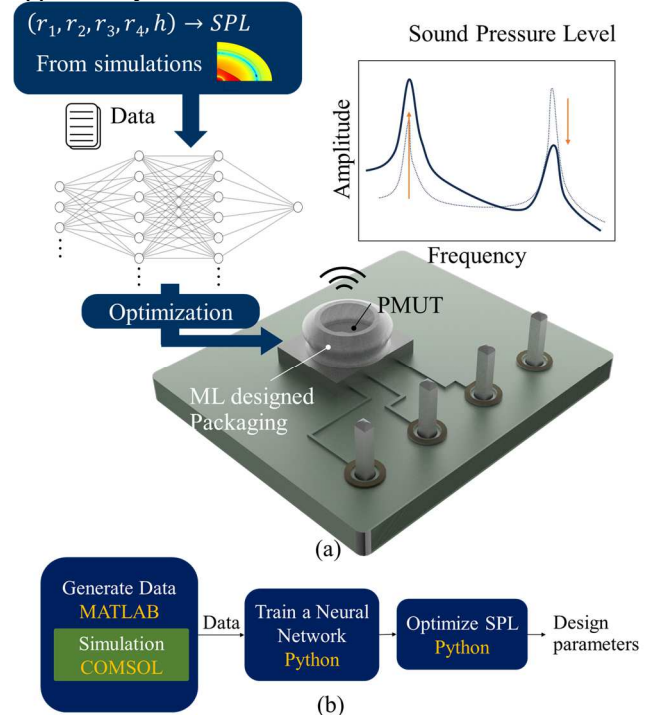 (r₁, r₂, r₃, r₄, h) → SPL
From simulations
Data
Sound Pressure Level
Amplitude
Frequency
Optimization
PMUT
ML designed
Packaging
(a)
Generate Data
MATLAB
Simulation
COMSOL
Data
Train a Neural
Network
Python
Optimize SPL
Python
Design
parameters
(b)